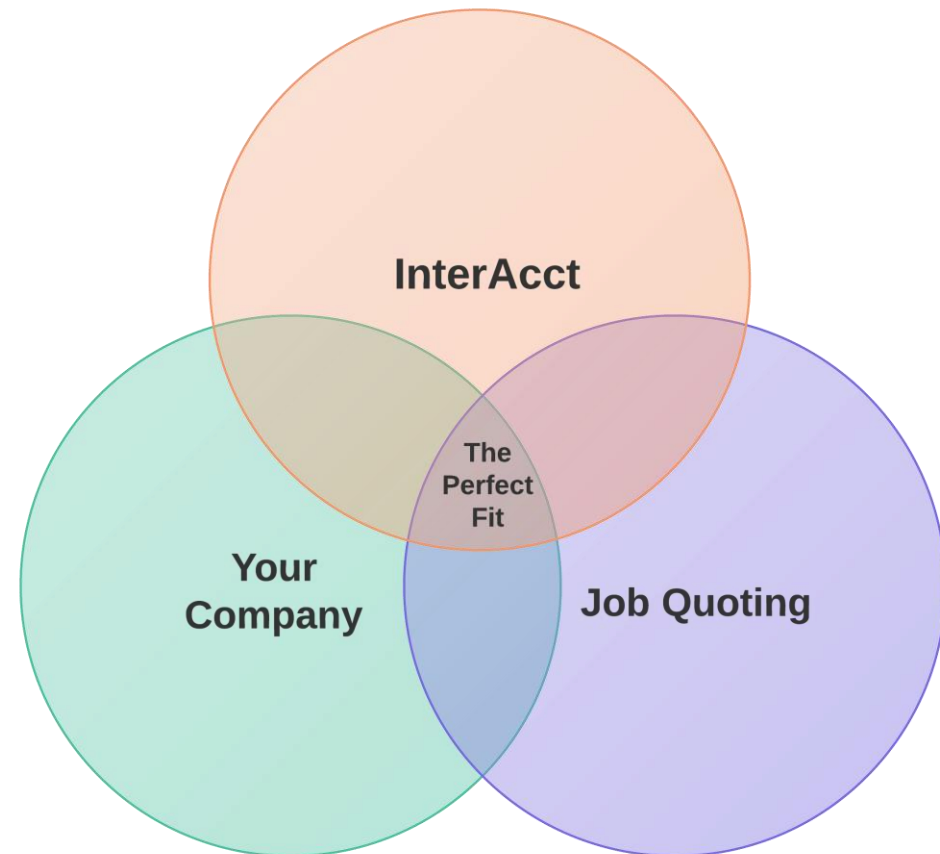 InterAcct
The
Perfect
Fit
Your
Company
Job Quoting